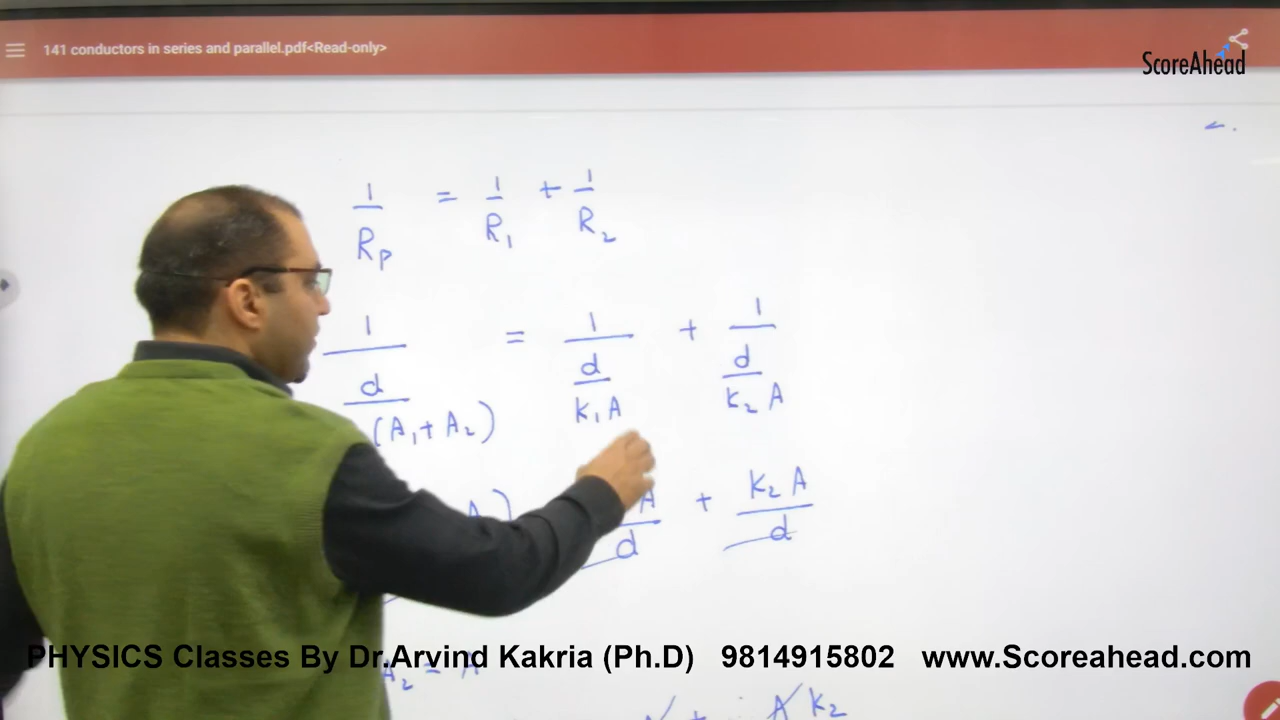 141 conductors in series and parallel.pdf<Read-only>
ScoreAhead
1/R_p = 1/R_1 + 1/R_2
1 / (d / (A_1 + A_2)) = 1 / (d / K_1 A) + 1 / (d / K_2 A)
A) A/d + K_2 A/d
A_2 = A
+ A K_2
PHYSICS Classes By Dr.Arvind Kakria (Ph.D) 9814915802 www.Scoreahead.com